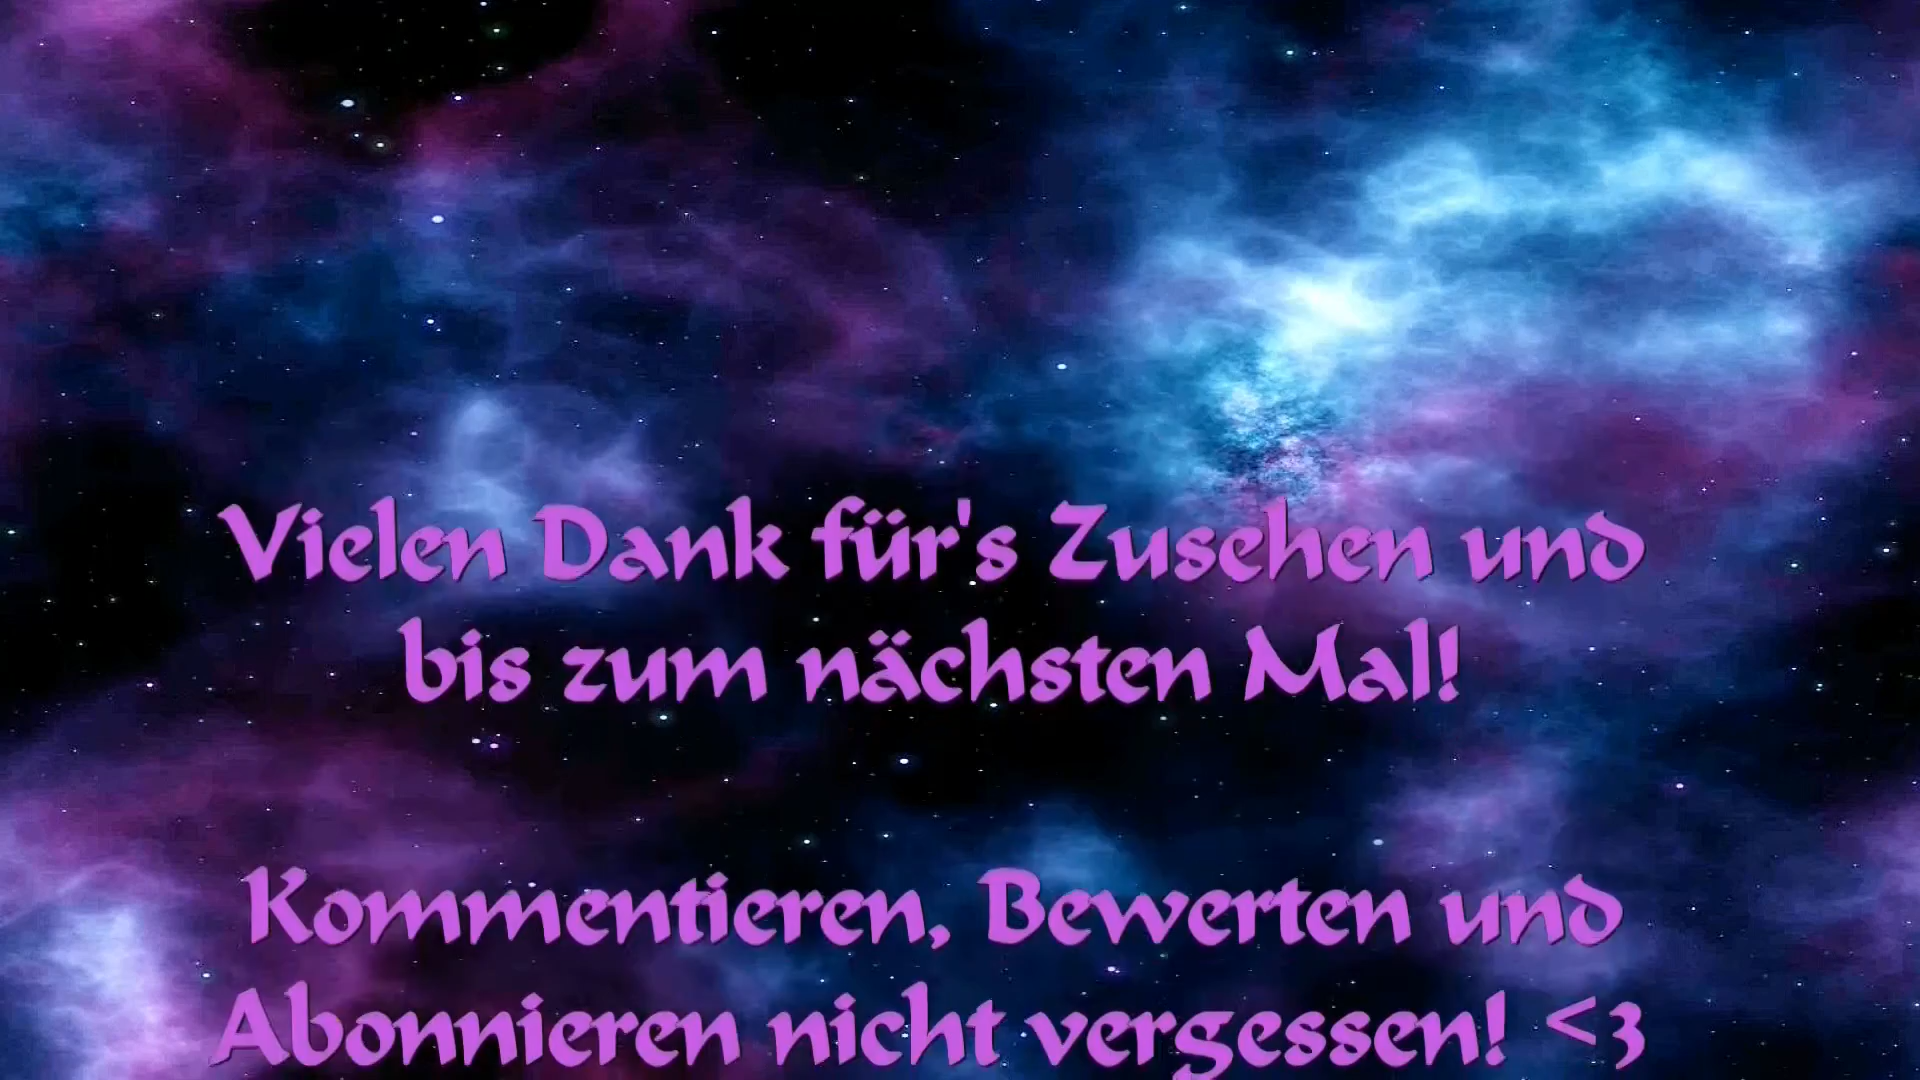 Vielen Dank für's Zusehen und
bis zum nächsten Mal!
Kommentieren, Bewerten und
Abonnieren nicht vergessen! <3